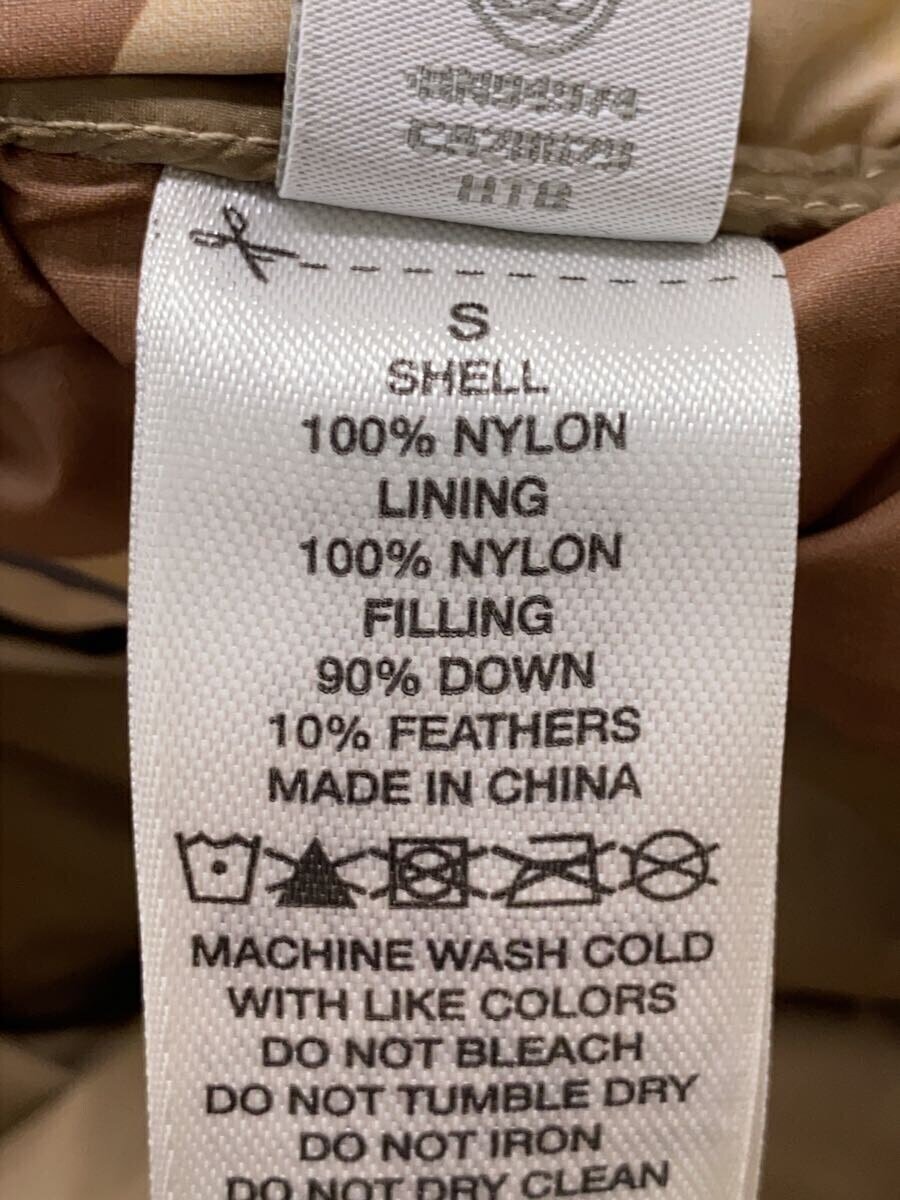 S
SHELL
100% NYLON
LINING
100% NYLON
FILLING
90% DOWN
10% FEATHERS
MADE IN CHINA
MACHINE WASH COLD
WITH LIKE COLORS
DO NOT BLEACH
DO NOT TUMBLE DRY
DO NOT IRON
DO NOT DRY CLEAN